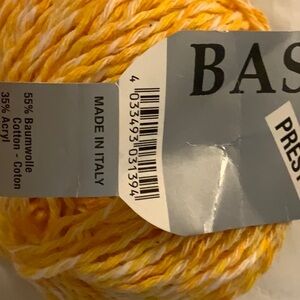 BAS
PRES
MADE IN ITALY
4 033493 031394
55% Baumwolle
Cotton - Coton
35% Acryl